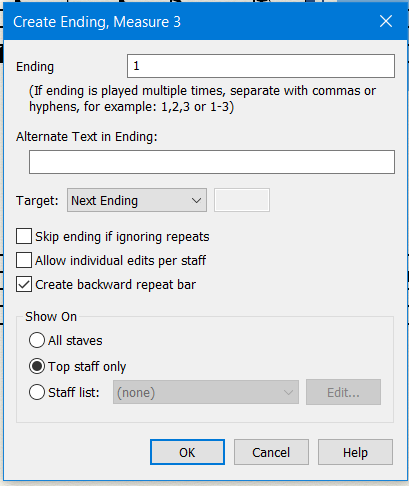 Create Ending, Measure 3
Ending 1
(If ending is played multiple times, separate with commas or
hyphens, for example: 1,2,3 or 1-3)
Alternate Text in Ending:
Target: Next Ending
Skip ending if ignoring repeats
Allow individual edits per staff
Create backward repeat bar
Show On
All staves
Top staff only
Staff list: (none) Edit...
OK Cancel Help